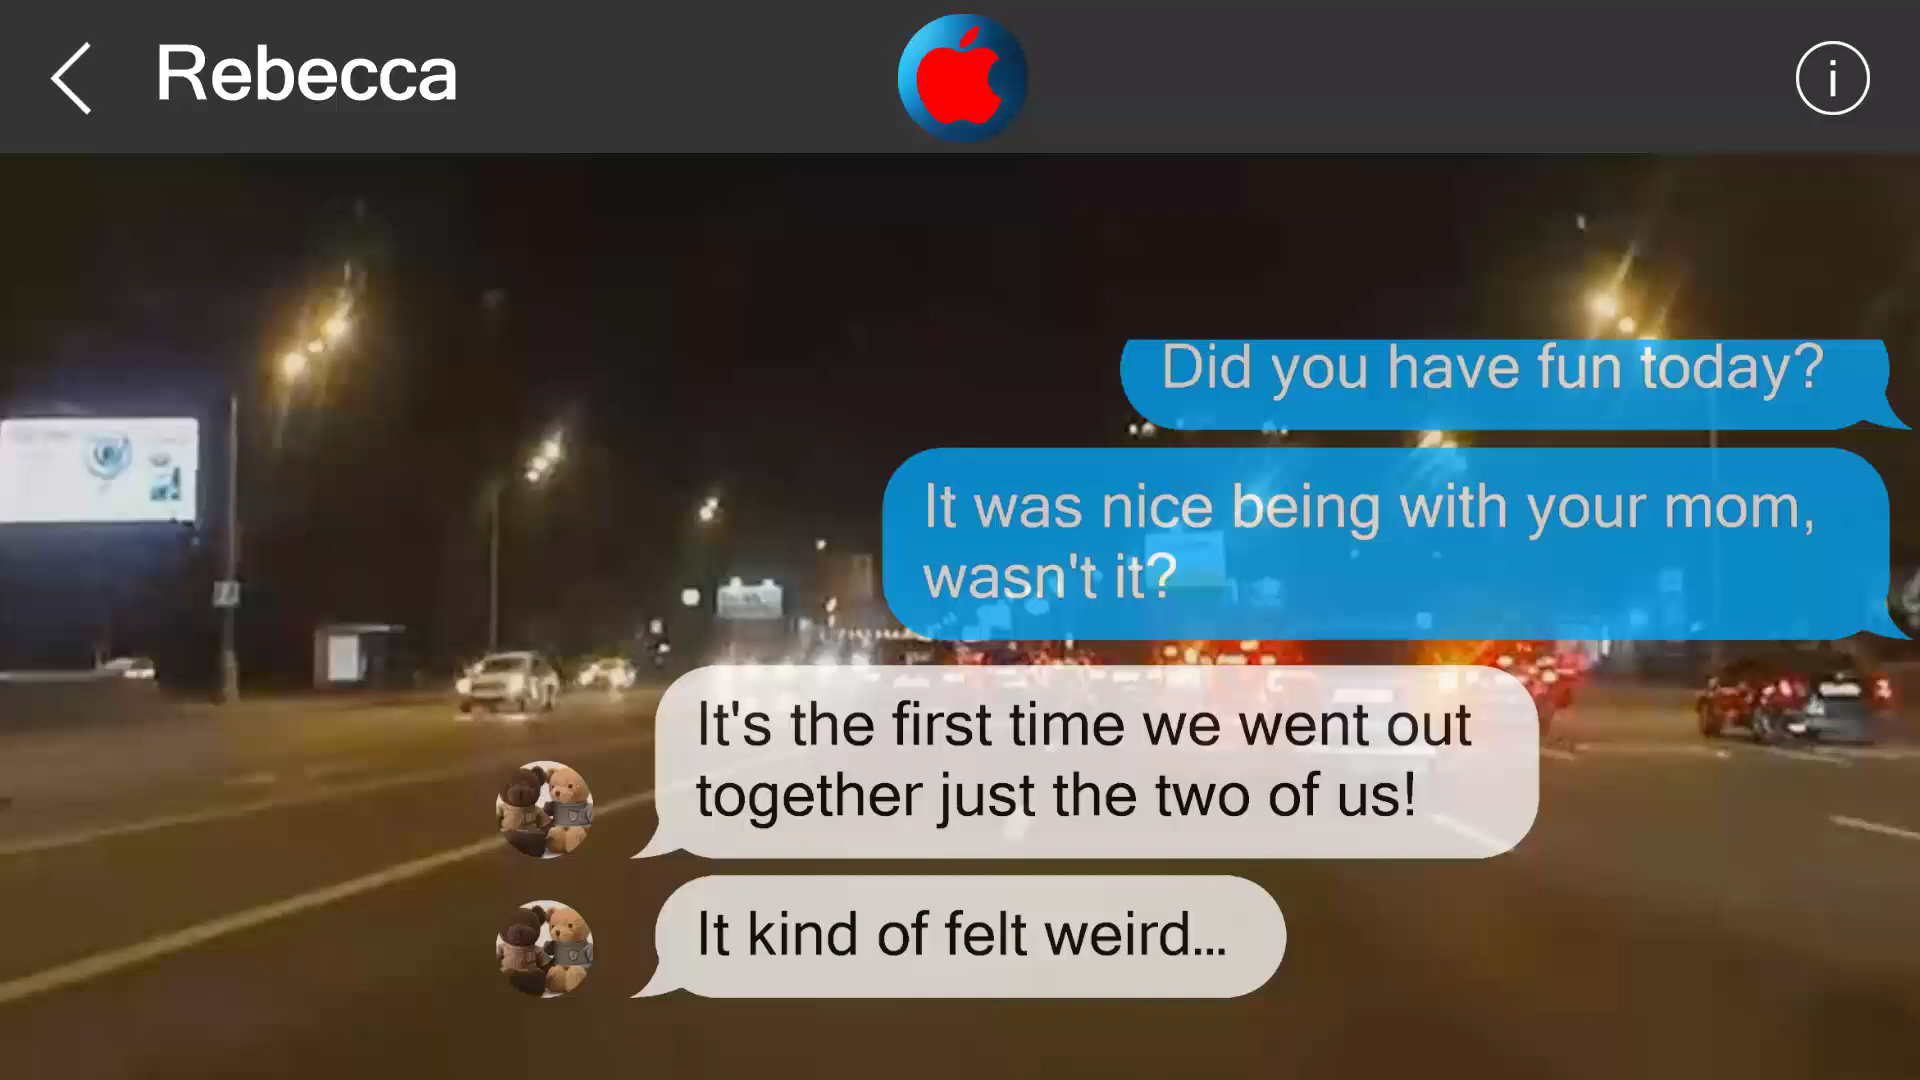 Rebecca
i
Did you have fun today?
It was nice being with your mom,
wasn't it?
It's the first time we went out
together just the two of us!
It kind of felt weird...